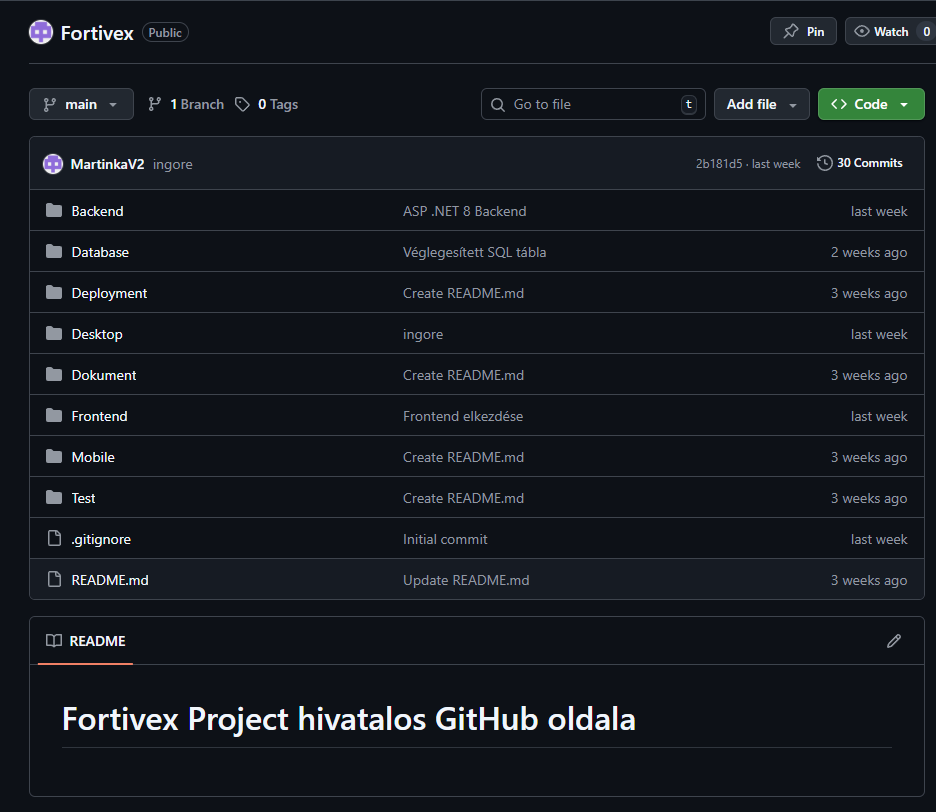 Fortivex Public Pin Watch 0
main 1 Branch 0 Tags Go to file t Add file Code
MartinkaV2 ingore 2b181d5 · last week 30 Commits
Backend ASP .NET 8 Backend last week
Database Véglegesített SQL tábla 2 weeks ago
Deployment Create README.md 3 weeks ago
Desktop ingore last week
Dokument Create README.md 3 weeks ago
Frontend Frontend elkezdése last week
Mobile Create README.md 3 weeks ago
Test Create README.md 3 weeks ago
.gitignore Initial commit last week
README.md Update README.md 3 weeks ago
README
Fortivex Project hivatalos GitHub oldala